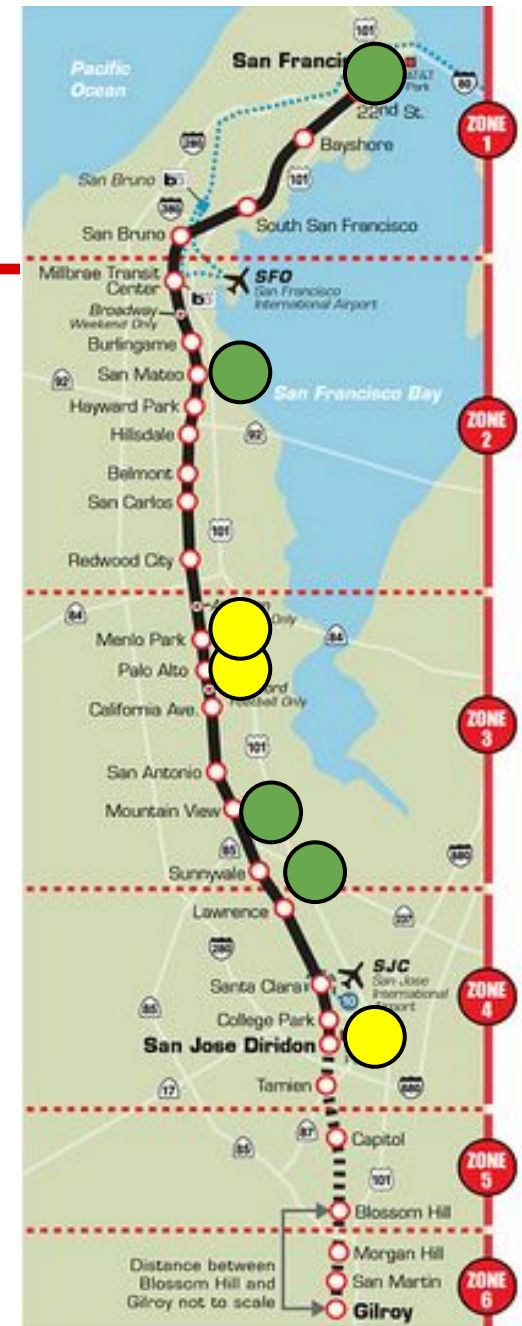 101
San Franci
Pacific
Ocean
80
Park
22nd St.
ZONE
1
280
Bayshore
San Bruno
101
380
South San Francisco
San Bruno
Millbrae Transit
Center
SFO
San Francisco
International Airport
Broadway
Weekend Only
Burlingame
San Mateo
92
San Francisco Bay
Hayward Park
ZONE
2
Hillsdale
92
Belmont
San Carlos
101
Redwood City
Only
84
84
Menlo Park
Palo Alto
Football Only
California Ave.
ZONE
3
101
San Antonio
Mountain View
85
880
Sunnyvale
Lawrence
237
280
SJC
San Jose
International
Airport
Santa Clara
10
ZONE
4
85
College Park
San Jose Diridon
17
Tamien
880
87
Capitol
85
ZONE
5
101
Blossom Hill
Distance between
Blossom Hill and
Gilroy not to scale
Morgan Hill
San Martin
ZONE
6
Gilroy